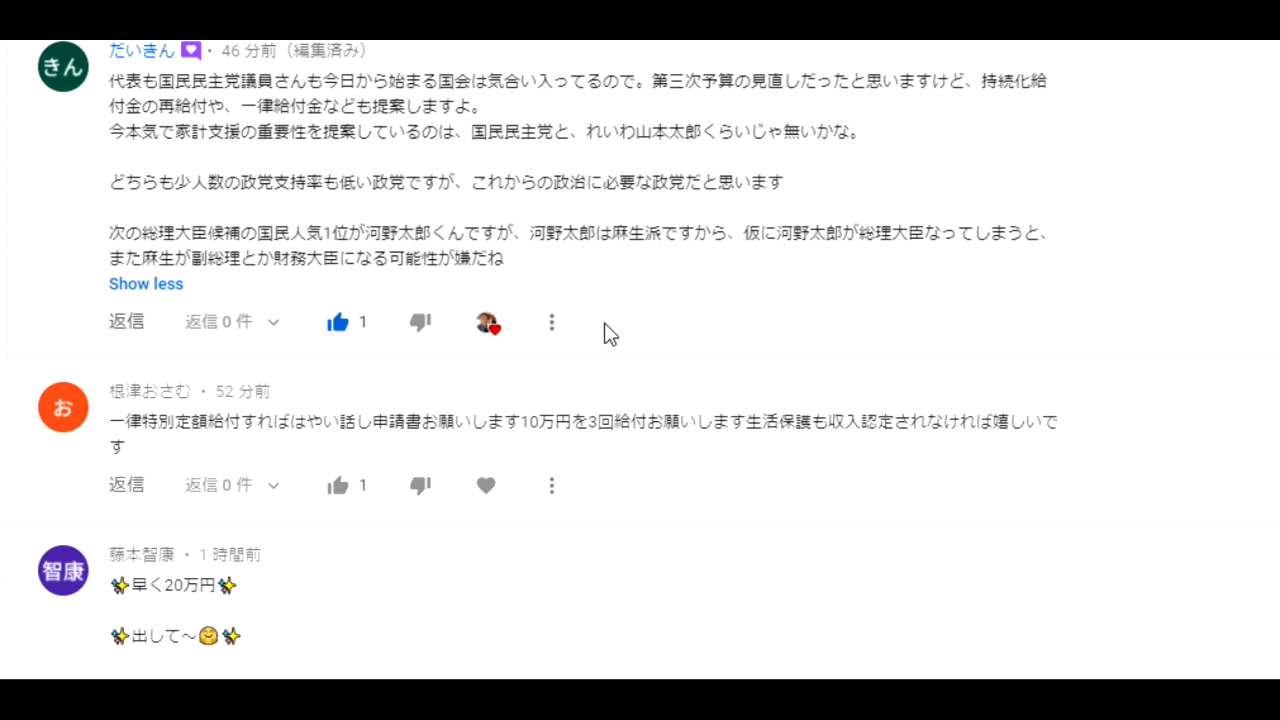 きん
だいきん ・ 46 分前（編集済み）
代表も国民民主党議員さんも今日から始まる国会は気合い入ってるので。第三次予算の見直しだったと思いますけど、持続化給
付金の再給付や、一律給付金なども提案しますよ。
今本気で家計支援の重要性を提案しているのは、国民民主党と、れいわ山本太郎くらいじゃ無いかな。
どちらも少人数の政党支持率も低い政党ですが、これからの政治に必要な政党だと思います
次の総理大臣候補の国民人気1位が河野太郎くんですが、河野太郎は麻生派ですから、仮に河野太郎が総理大臣なってしまうと、
また麻生が副総理とか財務大臣になる可能性が嫌だね
Show less
返信 返信 0 件 1
お
根津おさむ ・ 52 分前
一律特別定額給付すればはやい話し申請書お願いします10万円を3回給付お願いします生活保護も収入認定されなければ嬉しいで
す
返信 返信 0 件 1
智康
藤本智康 ・ 1 時間前
✨早く20万円✨
✨出して～🤗✨